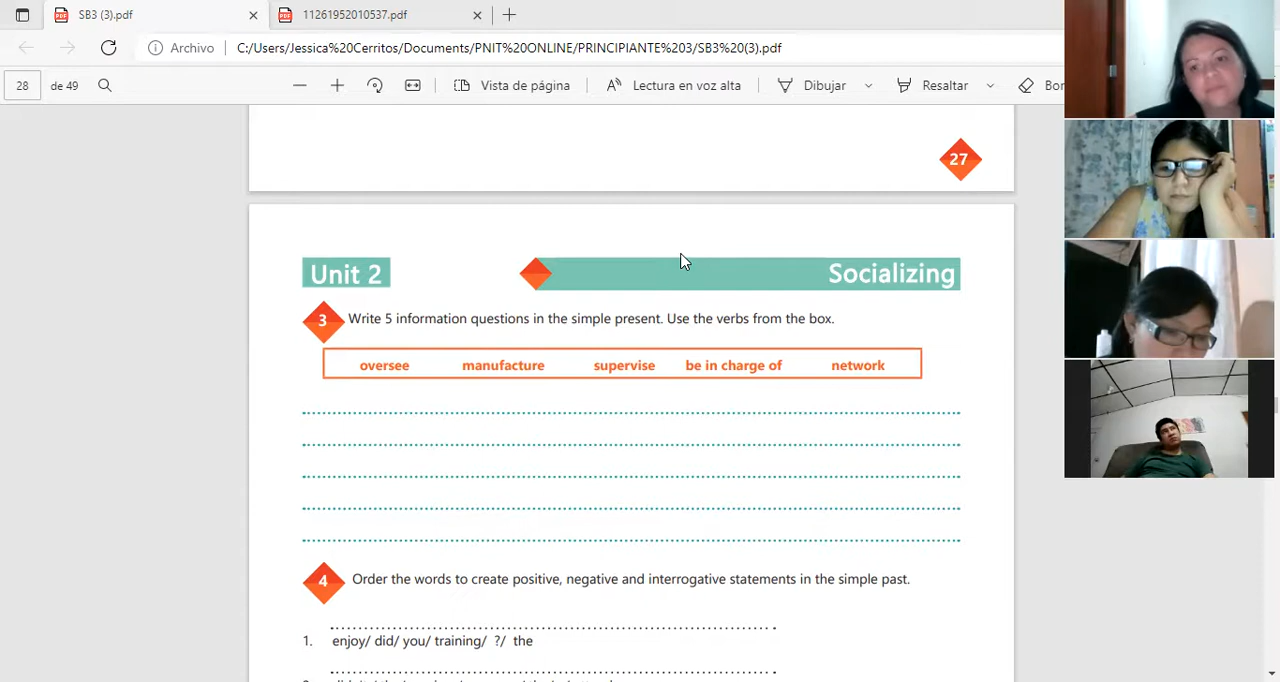 SB3 (3).pdf
11261952010537.pdf
Archivo C:/Users/Jessica%20Cerritos/Documents/PNIT%20ONLINE/PRINCIPIANTE%203/SB3%20(3).pdf
28 de 49 Vista de página Lectura en voz alta Dibujar Resaltar
27
Unit 2 Socializing
3 Write 5 information questions in the simple present. Use the verbs from the box.
oversee manufacture supervise be in charge of network
4 Order the words to create positive, negative and interrogative statements in the simple past.
1. enjoy/ did/ you/ training/ ?/ the